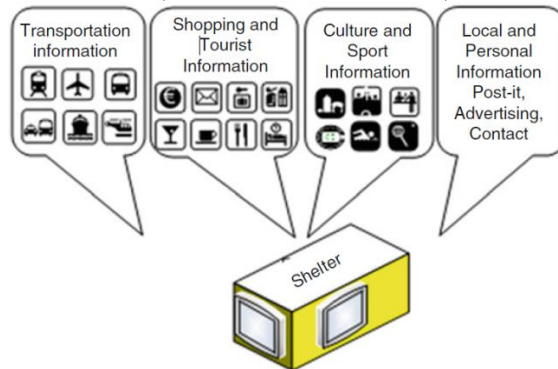 Transportation
information
Shopping and
Tourist
Information
Culture and
Sport
Information
Local and
Personal
Information
Post-it,
Advertising,
Contact
Shelter